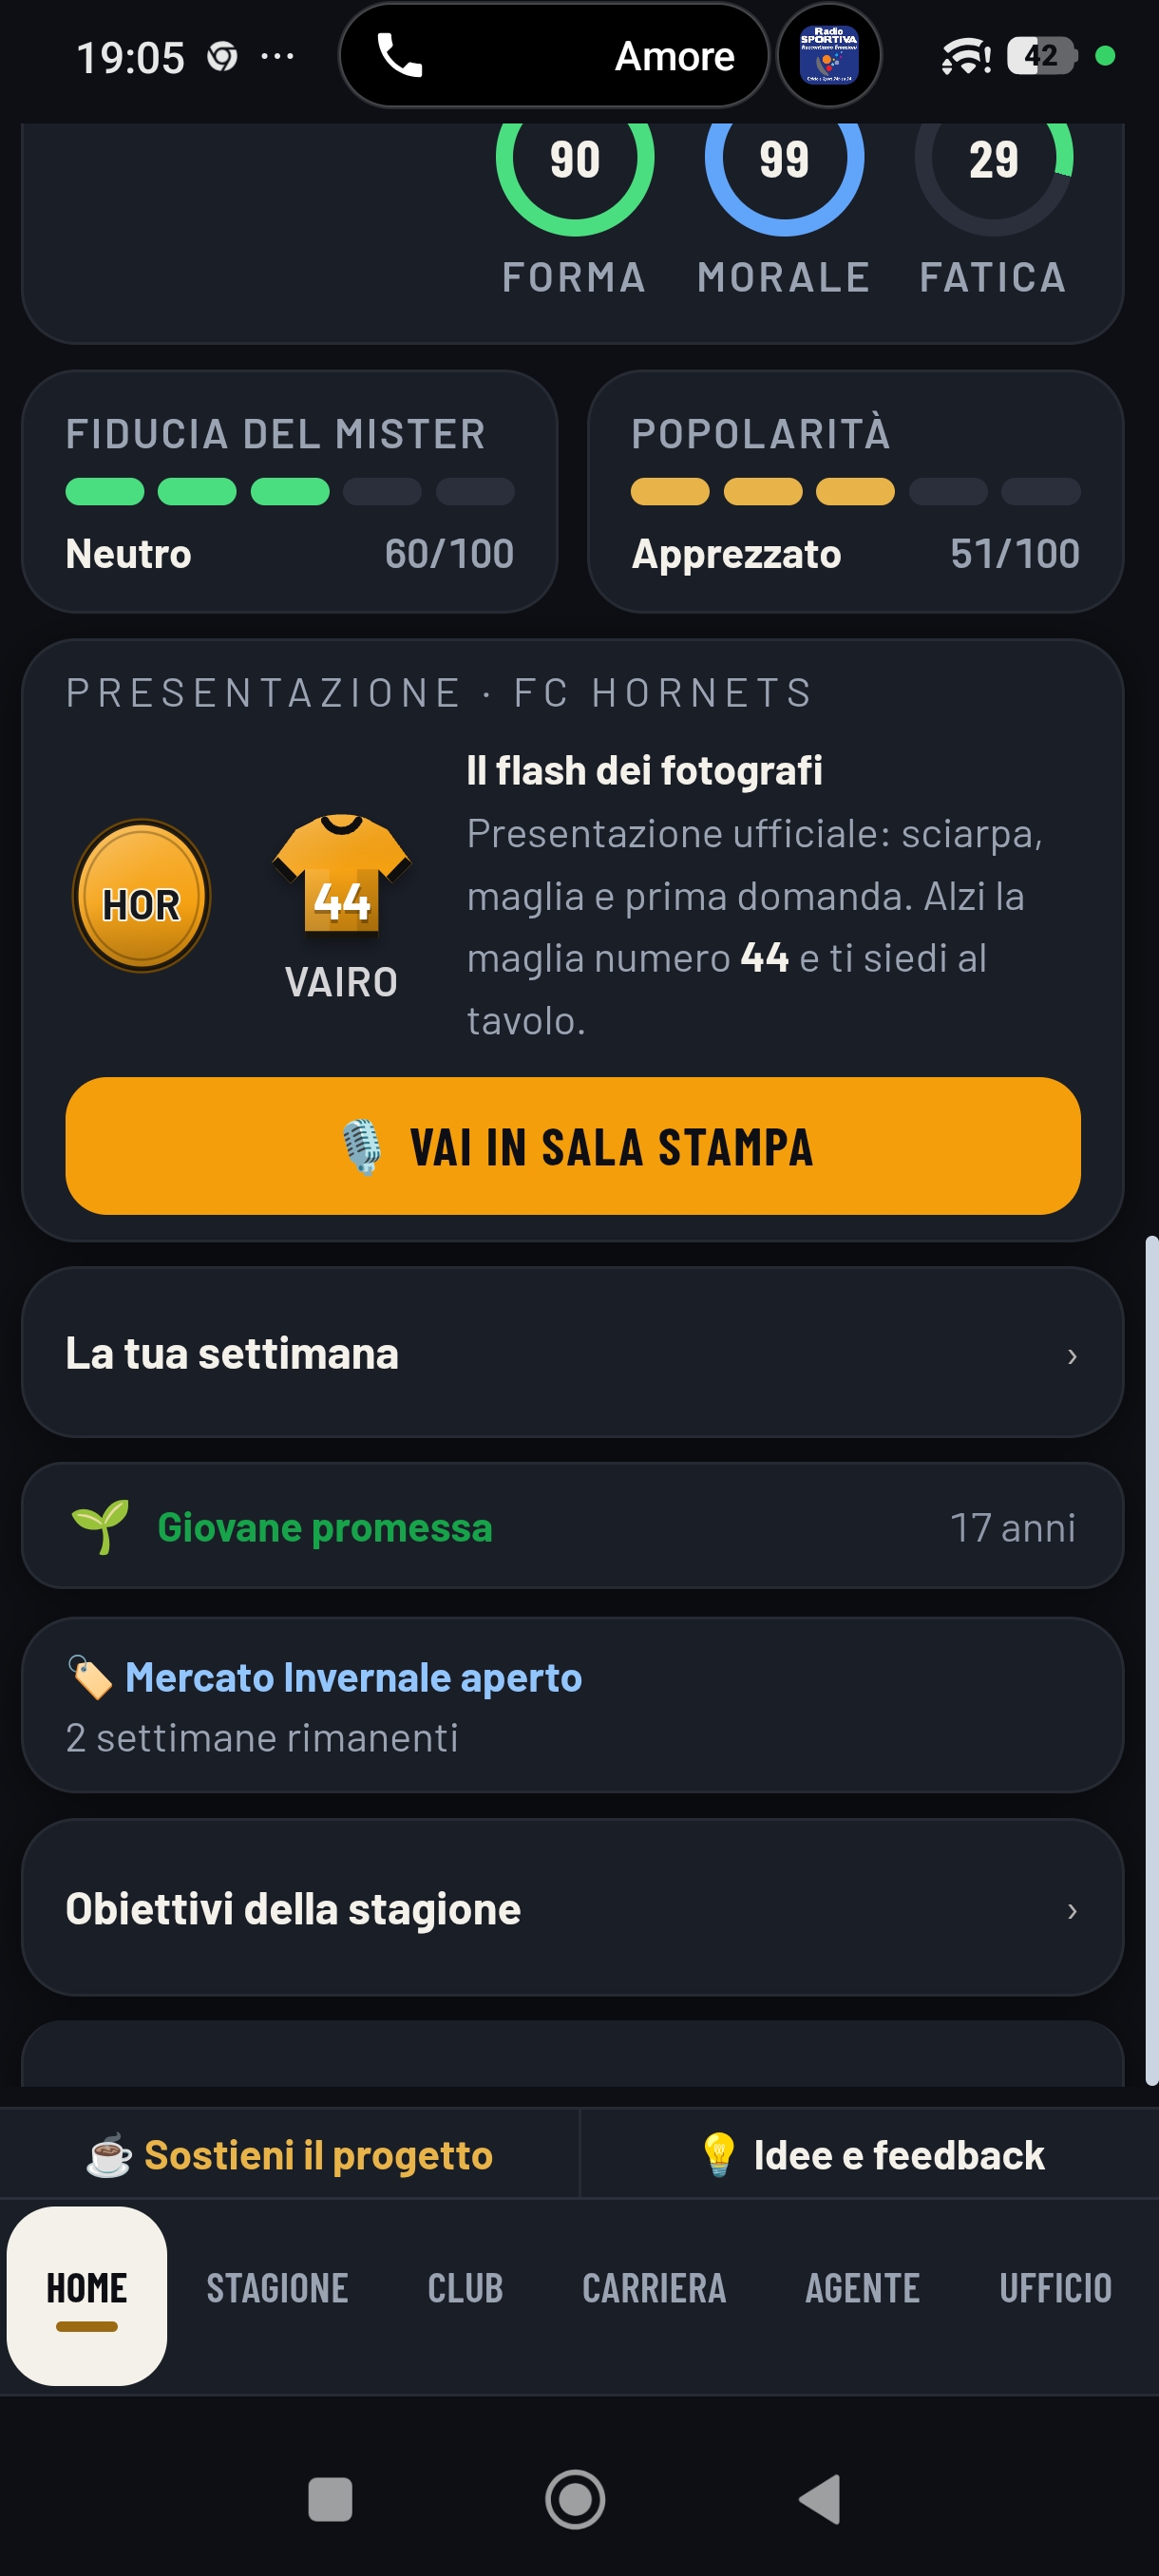 19:05 ... Amore Radio SPORTIVA 42
90 99 29
FORMA MORALE FATICA
FIDUCIA DEL MISTER
Neutro 60/100
POPOLARITÀ
Apprezzato 51/100
PRESENTAZIONE · FC HORNETS
HOR
44
VAIRO
Il flash dei fotografi
Presentazione ufficiale: sciarpa,
maglia e prima domanda. Alzi la
maglia numero 44 e ti siedi al
tavolo.
VAI IN SALA STAMPA
La tua settimana ›
Giovane promessa 17 anni
Mercato Invernale aperto
2 settimane rimanenti
Obiettivi della stagione ›
Sostieni il progetto Idee e feedback
HOME STAGIONE CLUB CARRIERA AGENTE UFFICIO